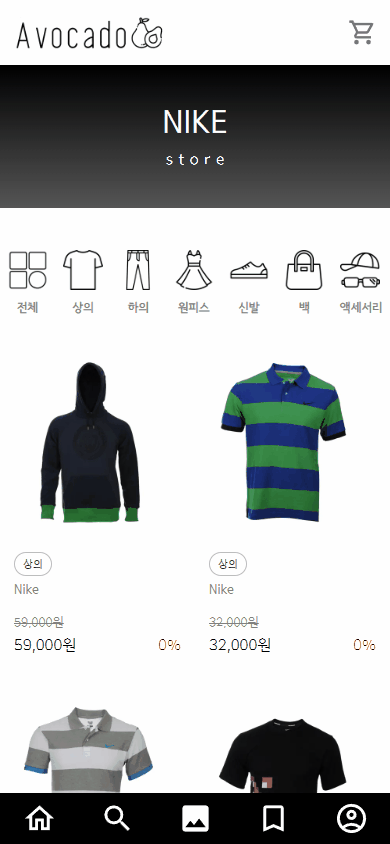 Avocado
NIKE
store
전체 상의 하의 원피스 신발 백 액세서리
상의 상의
Nike Nike
59,000원 32,000원
59,000원 0% 32,000원 0%